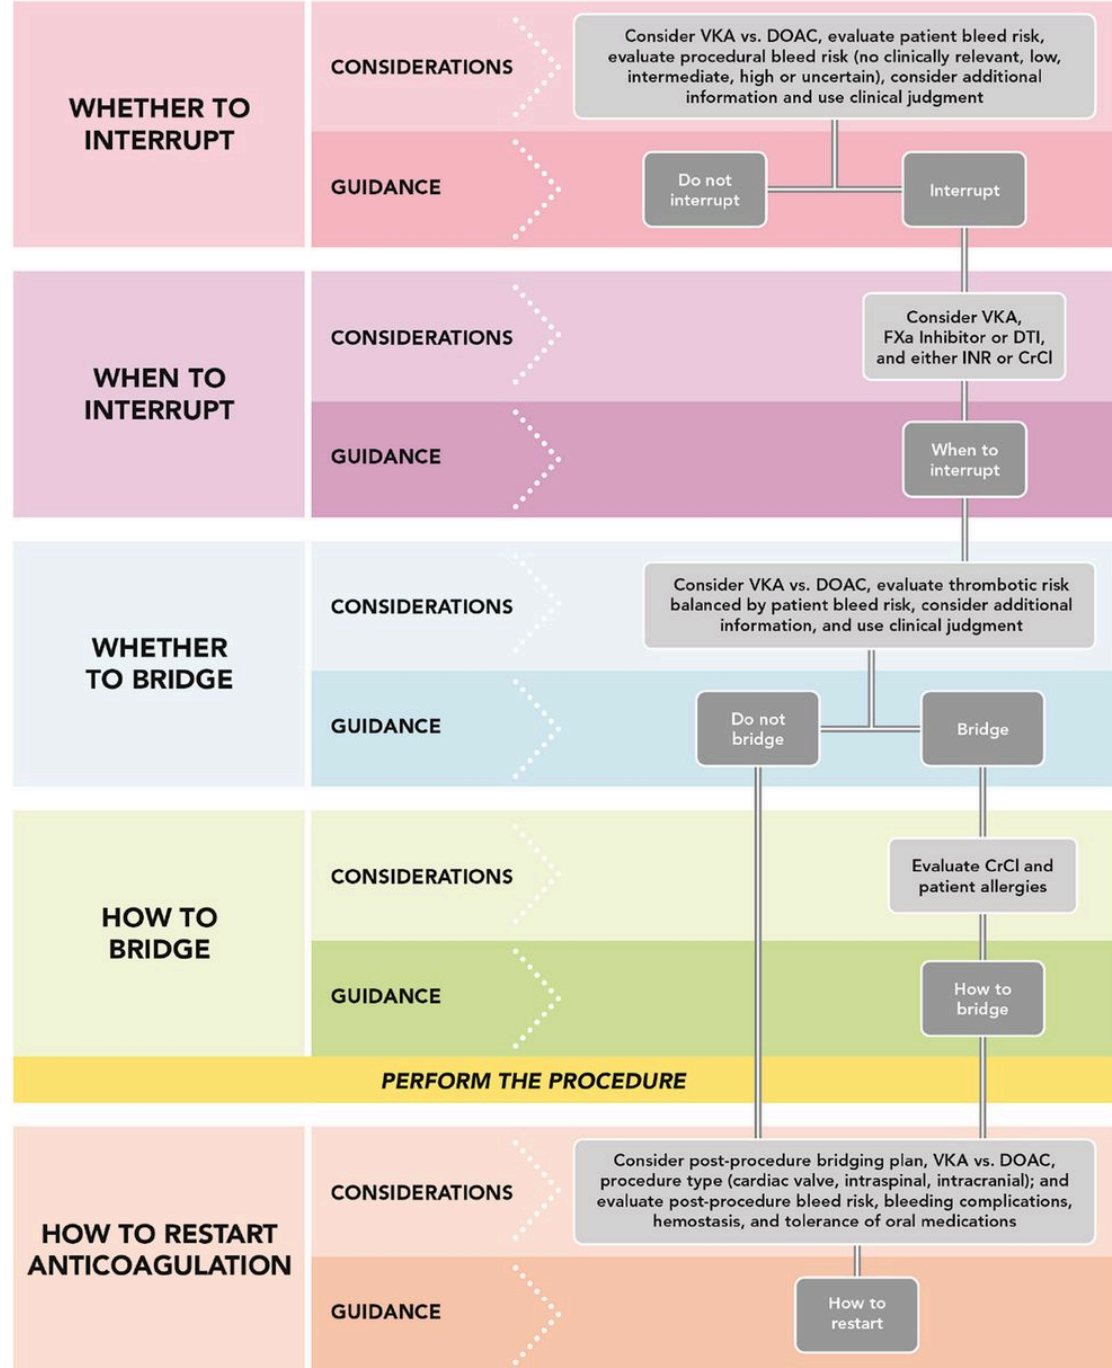 WHETHER TO
INTERRUPT
CONSIDERATIONS
Consider VKA vs. DOAC, evaluate patient bleed risk,
evaluate procedural bleed risk (no clinically relevant, low,
intermediate, high or uncertain), consider additional
information and use clinical judgment
GUIDANCE
Do not
interrupt
Interrupt
WHEN TO
INTERRUPT
CONSIDERATIONS
Consider VKA,
FXa Inhibitor or DTI,
and either INR or CrCl
GUIDANCE
When to
interrupt
WHETHER
TO BRIDGE
CONSIDERATIONS
Consider VKA vs. DOAC, evaluate thrombotic risk
balanced by patient bleed risk, consider additional
information, and use clinical judgment
GUIDANCE
Do not
bridge
Bridge
HOW TO
BRIDGE
CONSIDERATIONS
Evaluate CrCl and
patient allergies
GUIDANCE
How to
bridge
PERFORM THE PROCEDURE
HOW TO RESTART
ANTICOAGULATION
CONSIDERATIONS
Consider post-procedure bridging plan, VKA vs. DOAC,
procedure type (cardiac valve, intraspinal, intracranial); and
evaluate post-procedure bleed risk, bleeding complications,
hemostasis, and tolerance of oral medications
GUIDANCE
How to
restart